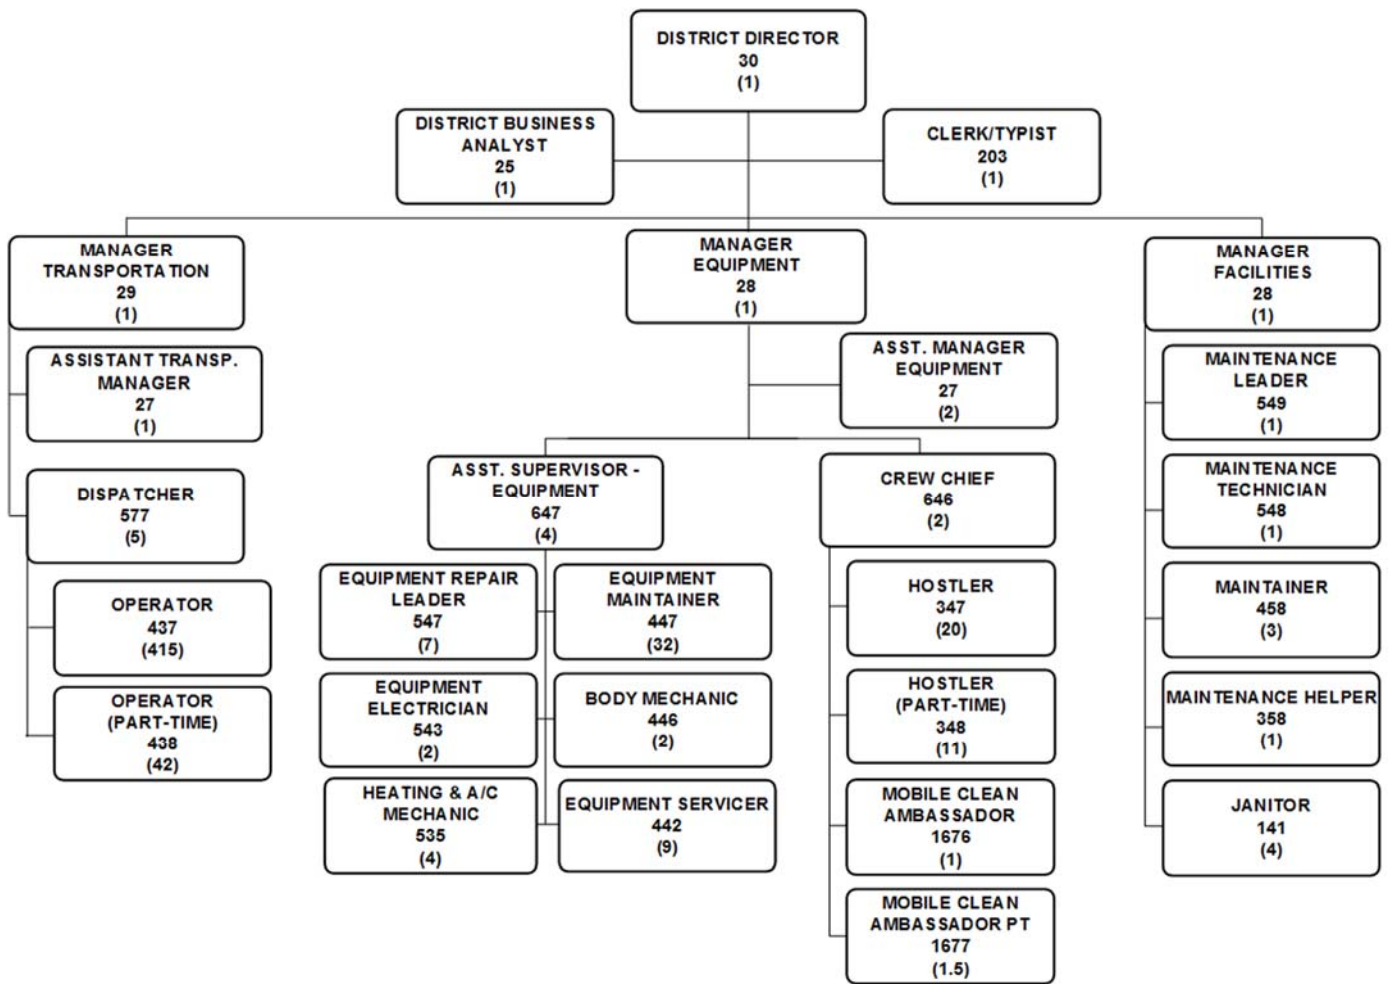 DISTRICT DIRECTOR
30
(1)
DISTRICT BUSINESS
ANALYST
25
(1)
CLERK/TYPIST
203
(1)
MANAGER
TRANSPORTATION
29
(1)
MANAGER
EQUIPMENT
28
(1)
MANAGER
FACILITIES
28
(1)
ASSISTANT TRANSP.
MANAGER
27
(1)
DISPATCHER
577
(5)
OPERATOR
437
(415)
OPERATOR
(PART-TIME)
438
(42)
ASST. MANAGER
EQUIPMENT
27
(2)
ASST. SUPERVISOR -
EQUIPMENT
647
(4)
EQUIPMENT REPAIR
LEADER
547
(7)
EQUIPMENT
MAINTAINER
447
(32)
EQUIPMENT
ELECTRICIAN
543
(2)
BODY MECHANIC
446
(2)
HEATING & A/C
MECHANIC
535
(4)
EQUIPMENT SERVICER
442
(9)
CREW CHIEF
646
(2)
HOSTLER
347
(20)
HOSTLER
(PART-TIME)
348
(11)
MOBILE CLEAN
AMBASSADOR
1676
(1)
MOBILE CLEAN
AMBASSADOR PT
1677
(1.5)
MAINTENANCE
LEADER
549
(1)
MAINTENANCE
TECHNICIAN
548
(1)
MAINTAINER
458
(3)
MAINTENANCE HELPER
358
(1)
JANITOR
141
(4)